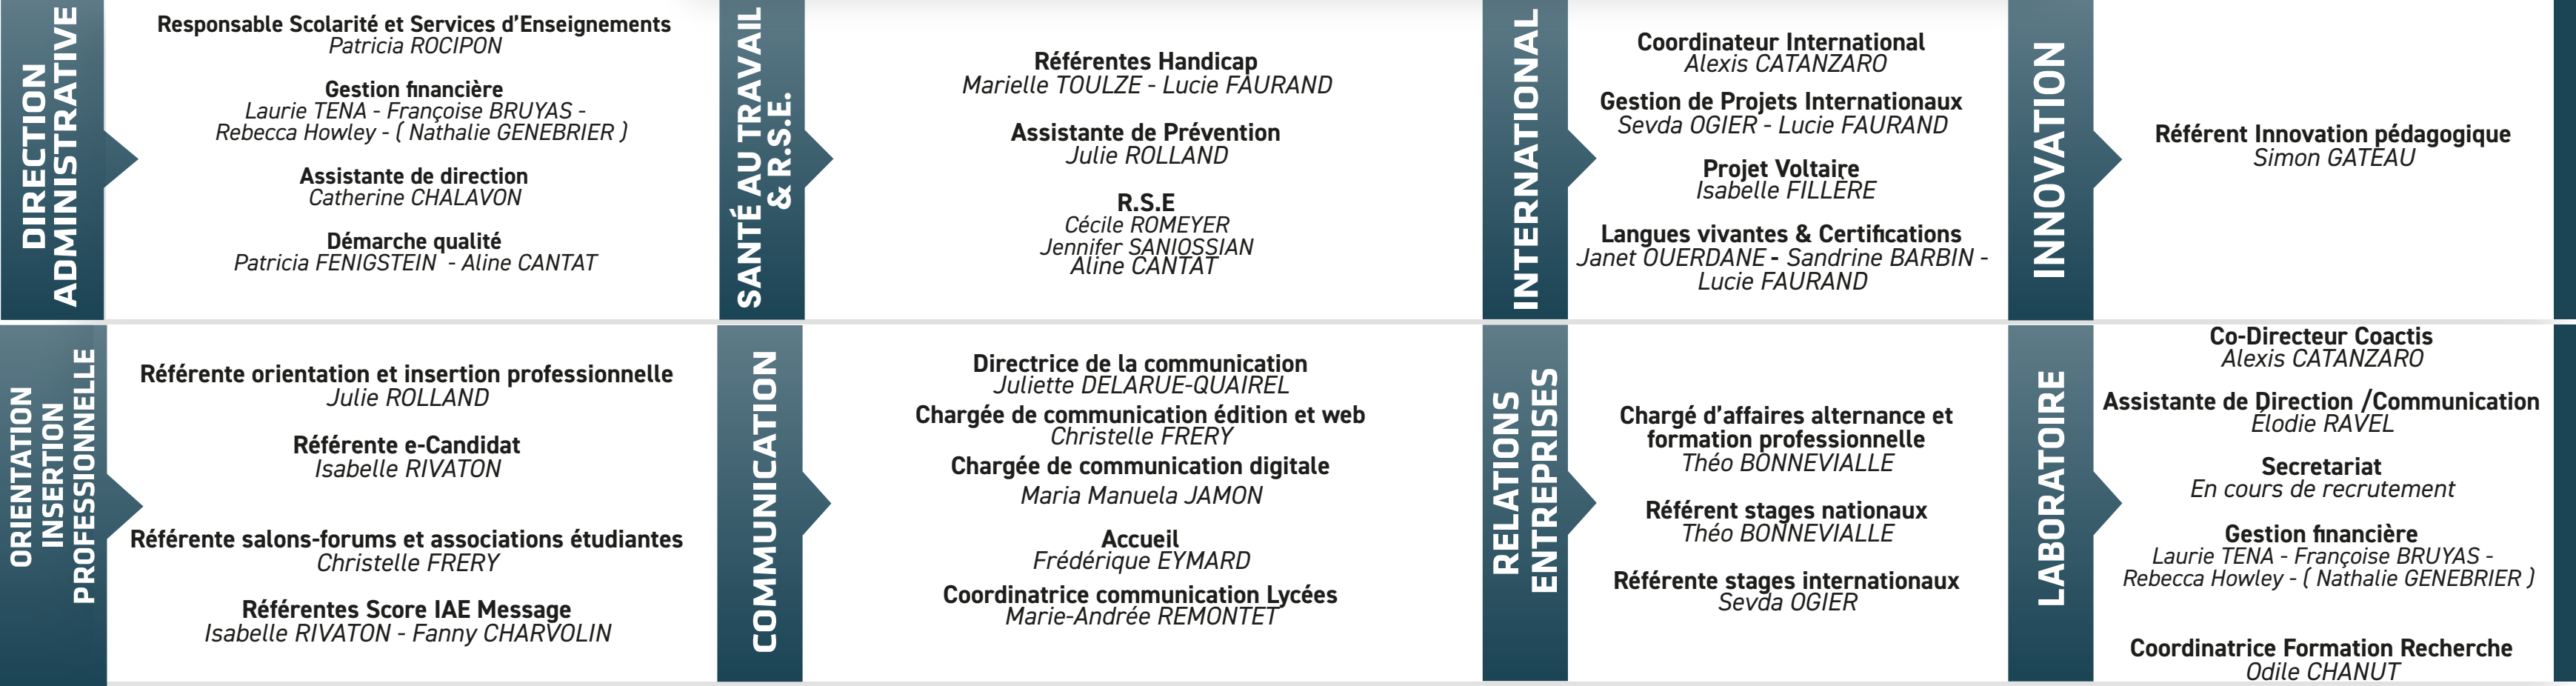 DIRECTION
ADMINISTRATIVE
Responsable Scolarité et Services d’Enseignements
Patricia ROCIPON
Gestion financière
Laurie TENA - Françoise BRUYAS -
Rebecca Howley - ( Nathalie GENEBRIER )
Assistante de direction
Catherine CHALAVON
Démarche qualité
Patricia FENIGSTEIN - Aline CANTAT
SANTÉ AU TRAVAIL
& R.S.E.
Référentes Handicap
Marielle TOULZE - Lucie FAURAND
Assistante de Prévention
Julie ROLLAND
R.S.E
Cécile ROMEYER
Jennifer SANIOSSIAN
Aline CANTAT
INTERNATIONAL
Coordinateur International
Alexis CATANZARO
Gestion de Projets Internationaux
Sevda OGIER - Lucie FAURAND
Projet Voltaire
Isabelle FILLÈRE
Langues vivantes & Certifications
Janet OUERDANE - Sandrine BARBIN -
Lucie FAURAND
INNOVATION
Référent Innovation pédagogique
Simon GATEAU
ORIENTATION
INSERTION
PROFESSIONNELLE
Référente orientation et insertion professionnelle
Julie ROLLAND
Référente e-Candidat
Isabelle RIVATON
Référente salons-forums et associations étudiantes
Christelle FRERY
Référentes Score IAE Message
Isabelle RIVATON - Fanny CHARVOLIN
COMMUNICATION
Directrice de la communication
Juliette DELARUE-QUAIREL
Chargée de communication édition et web
Christelle FRERY
Chargée de communication digitale
Maria Manuela JAMON
Accueil
Frédérique EYMARD
Coordinatrice communication Lycées
Marie-Andrée REMONTET
RELATIONS
ENTREPRISES
Chargé d’affaires alternance et
formation professionnelle
Théo BONNEVIALLE
Référent stages nationaux
Théo BONNEVIALLE
Référente stages internationaux
Sevda OGIER
LABORATOIRE
Co-Directeur Coactis
Alexis CATANZARO
Assistante de Direction /Communication
Élodie RAVEL
Secretariat
En cours de recrutement
Gestion financière
Laurie TENA - Françoise BRUYAS -
Rebecca Howley - ( Nathalie GENEBRIER )
Coordinatrice Formation Recherche
Odile CHANUT